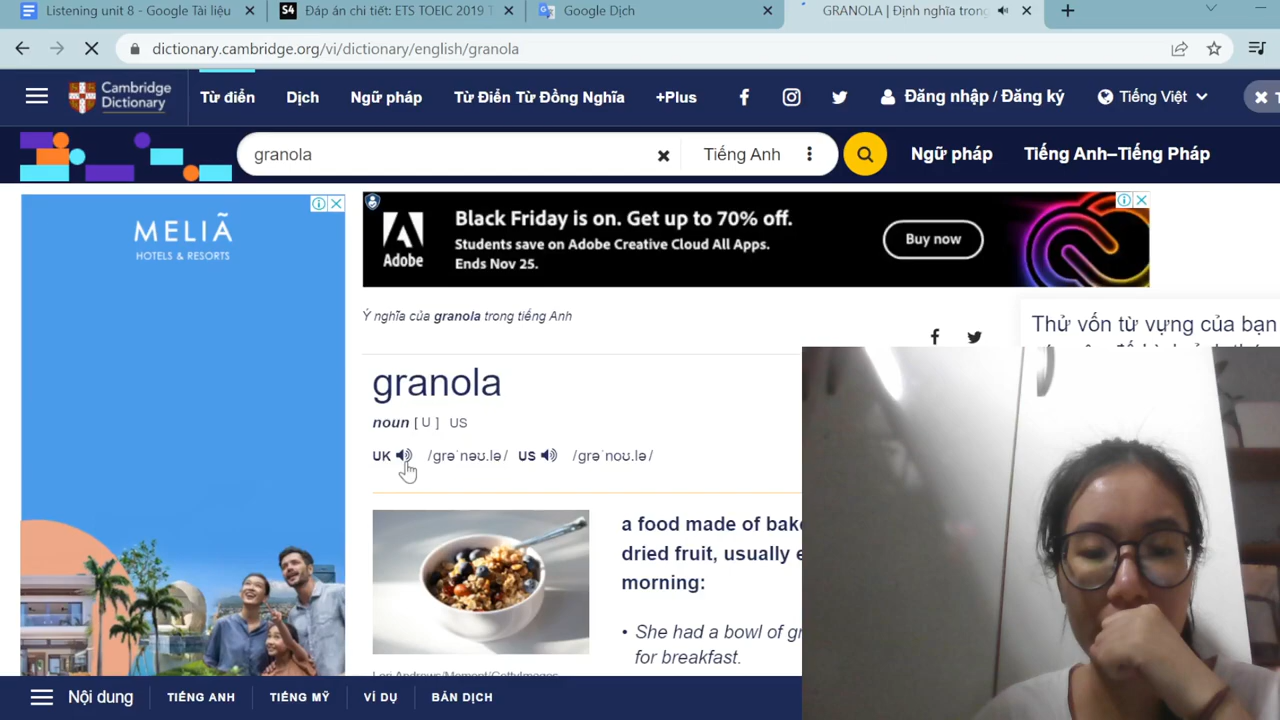 Listening unit 8 - Google Tài liệu
S4 Đáp án chi tiết: ETS TOEIC 2019
Google Dịch
GRANOLA | Định nghĩa trong
dictionary.cambridge.org/vi/dictionary/english/granola
Cambridge
Dictionary
Từ điển
Dịch
Ngữ pháp
Từ Điển Từ Đồng Nghĩa
+Plus
Đăng nhập / Đăng ký
Tiếng Việt
granola
Tiếng Anh
Ngữ pháp
Tiếng Anh–Tiếng Pháp
MELIÃ
HOTELS & RESORTS
Adobe
Black Friday is on. Get up to 70% off.
Students save on Adobe Creative Cloud All Apps.
Ends Nov 25.
Buy now
Ý nghĩa của granola trong tiếng Anh
Thử vốn từ vựng của bạn
granola
noun [ U ] US
UK /ɡrəˈnəʊ.lə/ US /ɡrəˈnoʊ.lə/
a food made of bake
dried fruit, usually e
morning:
• She had a bowl of gr
for breakfast.
Lori Andrews/Moment/GettyImages
Nội dung
TIẾNG ANH
TIẾNG MỸ
VÍ DỤ
BẢN DỊCH